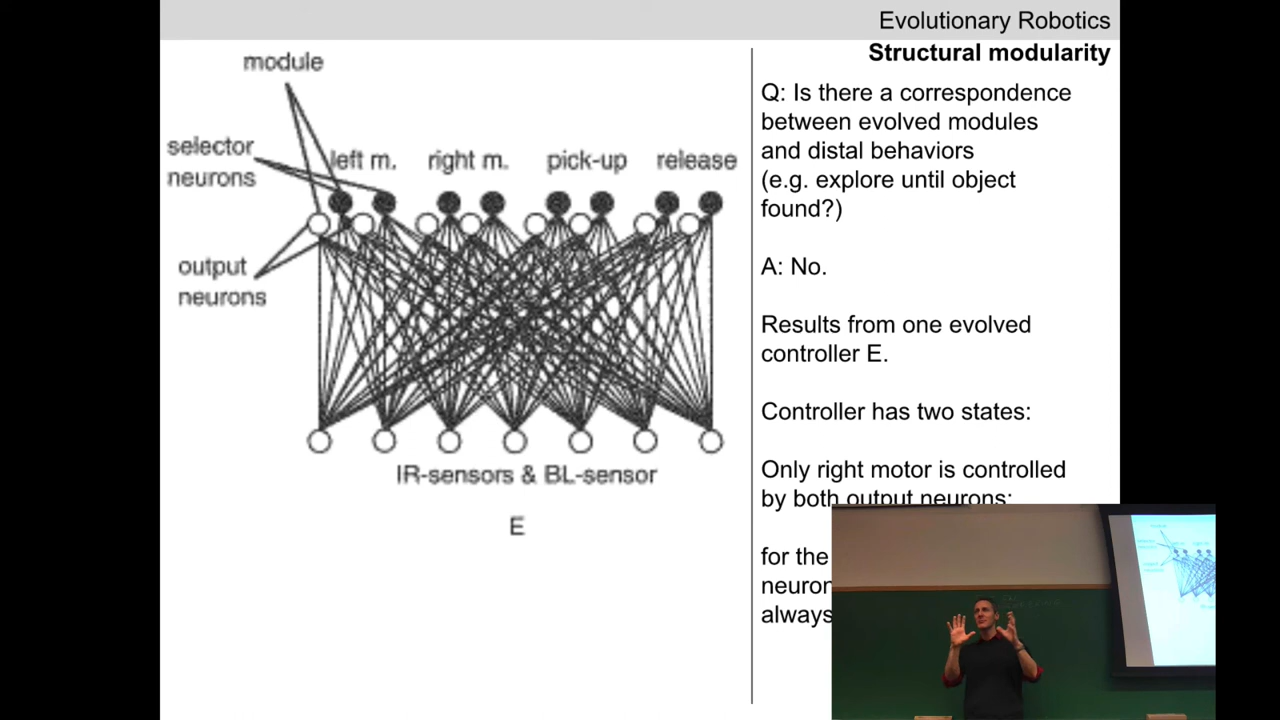 Evolutionary Robotics
Structural modularity
module
selector
neurons
left m. right m. pick-up release
output
neurons
IR-sensors & BL-sensor
E
Q: Is there a correspondence
between evolved modules
and distal behaviors
(e.g. explore until object
found?)
A: No.
Results from one evolved
controller E.
Controller has two states:
Only right motor is controlled
by both output neurons:
for the
always